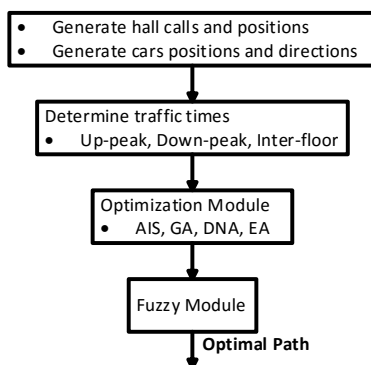 • Generate hall calls and positions
• Generate cars positions and directions
Determine traffic times
• Up-peak, Down-peak, Inter-floor
Optimization Module
• AIS, GA, DNA, EA
Fuzzy Module
Optimal Path